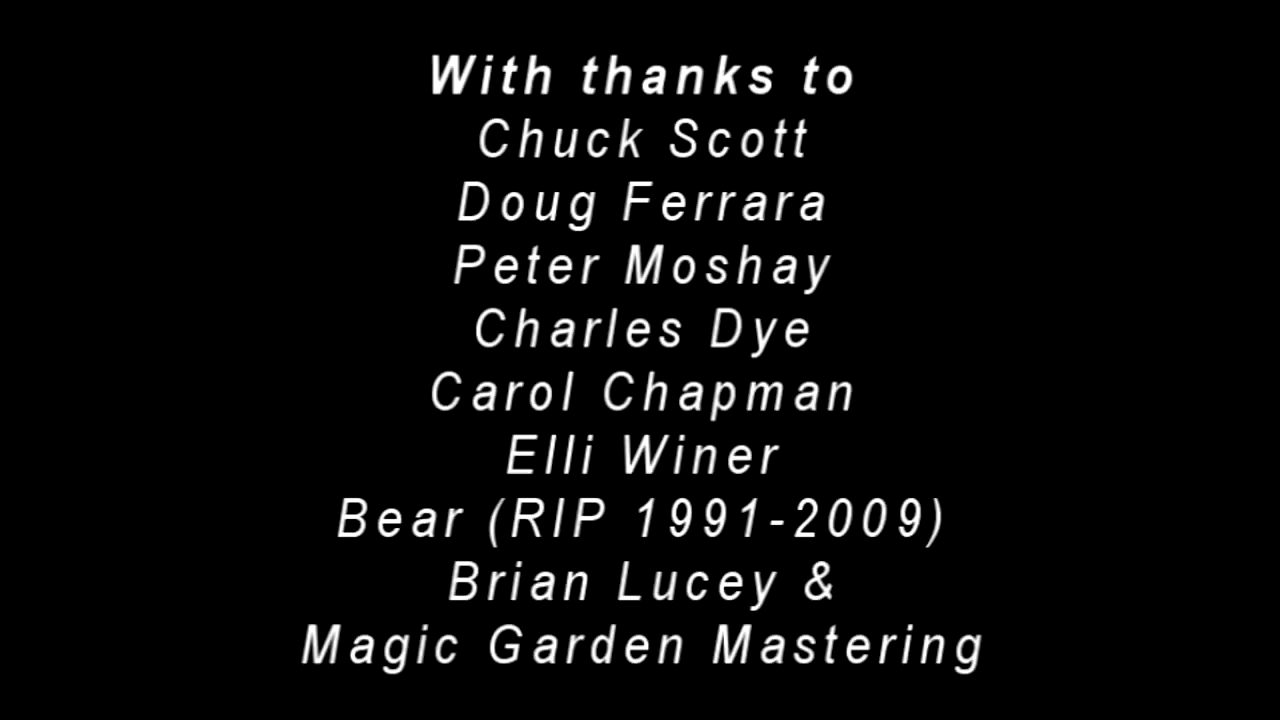 With thanks to
Chuck Scott
Doug Ferrara
Peter Moshay
Charles Dye
Carol Chapman
Elli Winer
Bear (RIP 1991-2009)
Brian Lucey &
Magic Garden Mastering